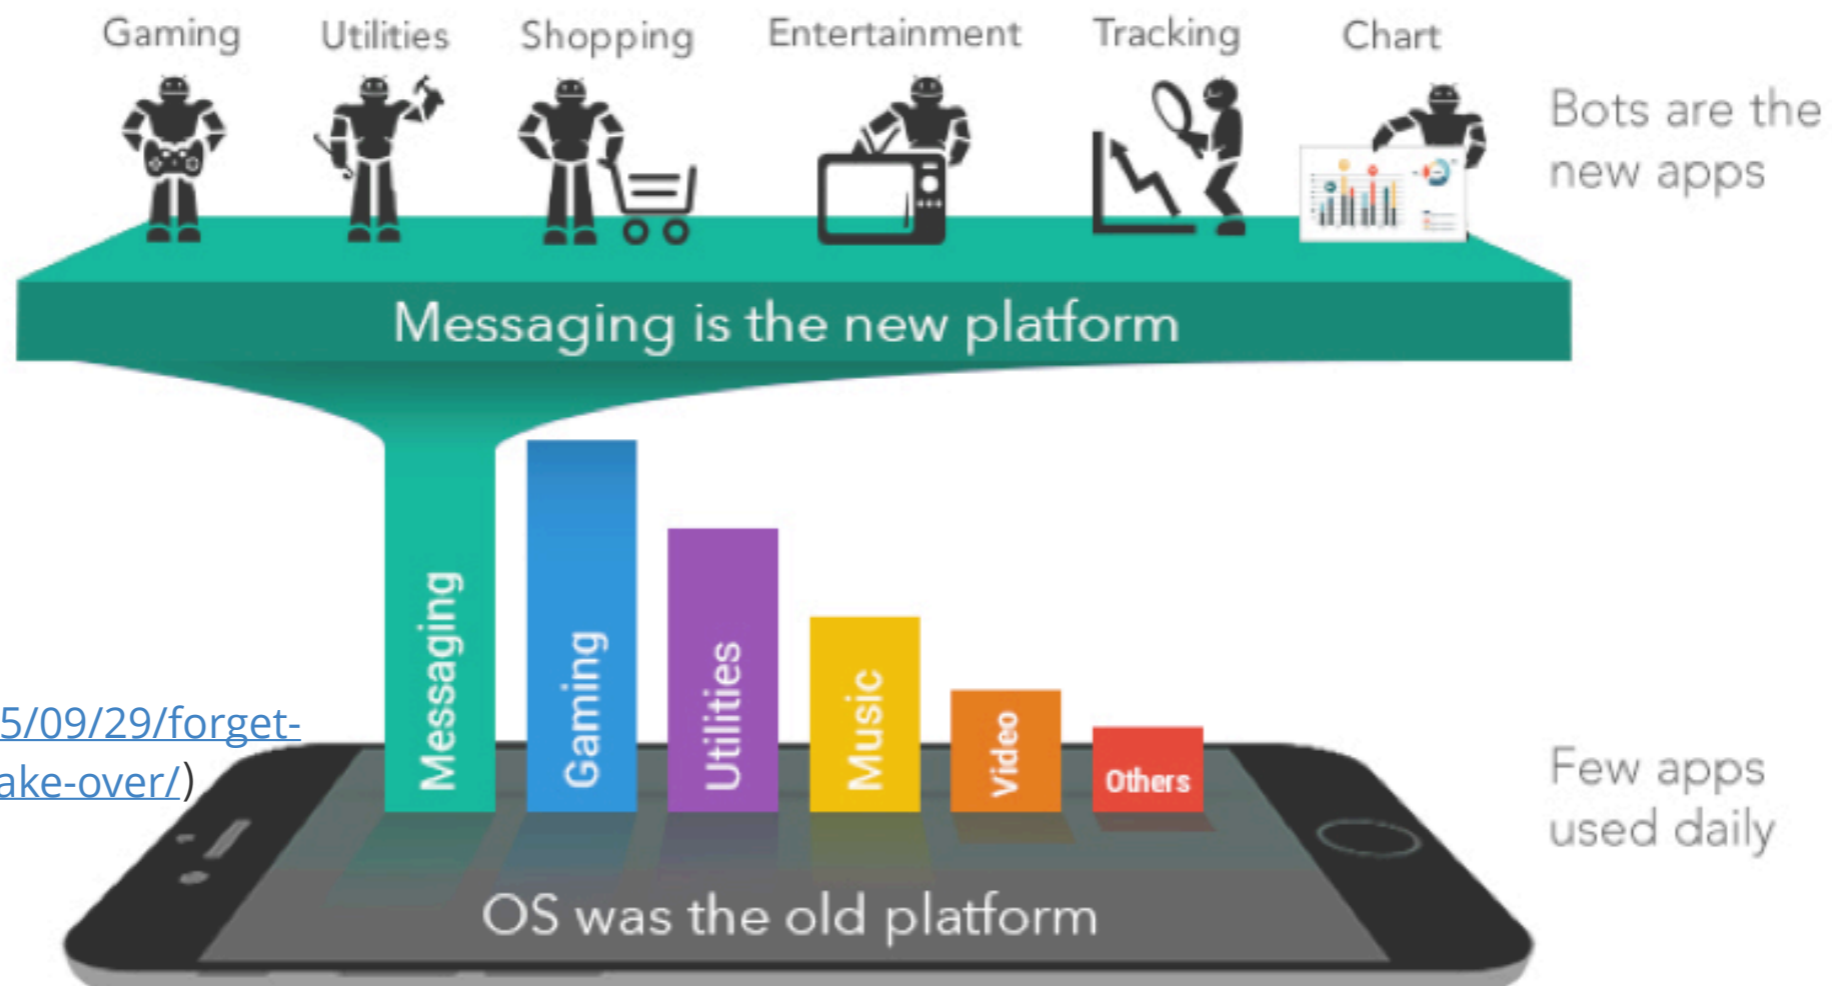 Gaming
Utilities
Shopping
Entertainment
Tracking
Chart
Bots are the
new apps
Messaging is the new platform
Messaging
Gaming
Utilities
Music
Video
Others
5/09/29/forget-
ake-over/)
Few apps
used daily
OS was the old platform